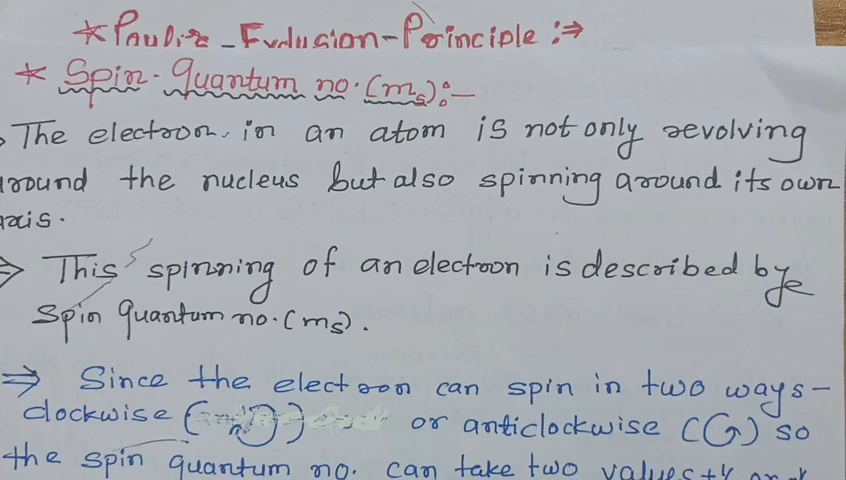 * Paulis - Exclusion - Principle :⇒
* Spin - Quantum no. (ms):-
The electron in an atom is not only revolving
around the nucleus but also spinning around its own
axis.
⇒ This spinning of an electron is described bye
Spin Quantum no. (ms).
⇒ Since the electron can spin in two ways -
clockwise ( ) or anticlockwise ( ) so
the spin quantum no. can take two values